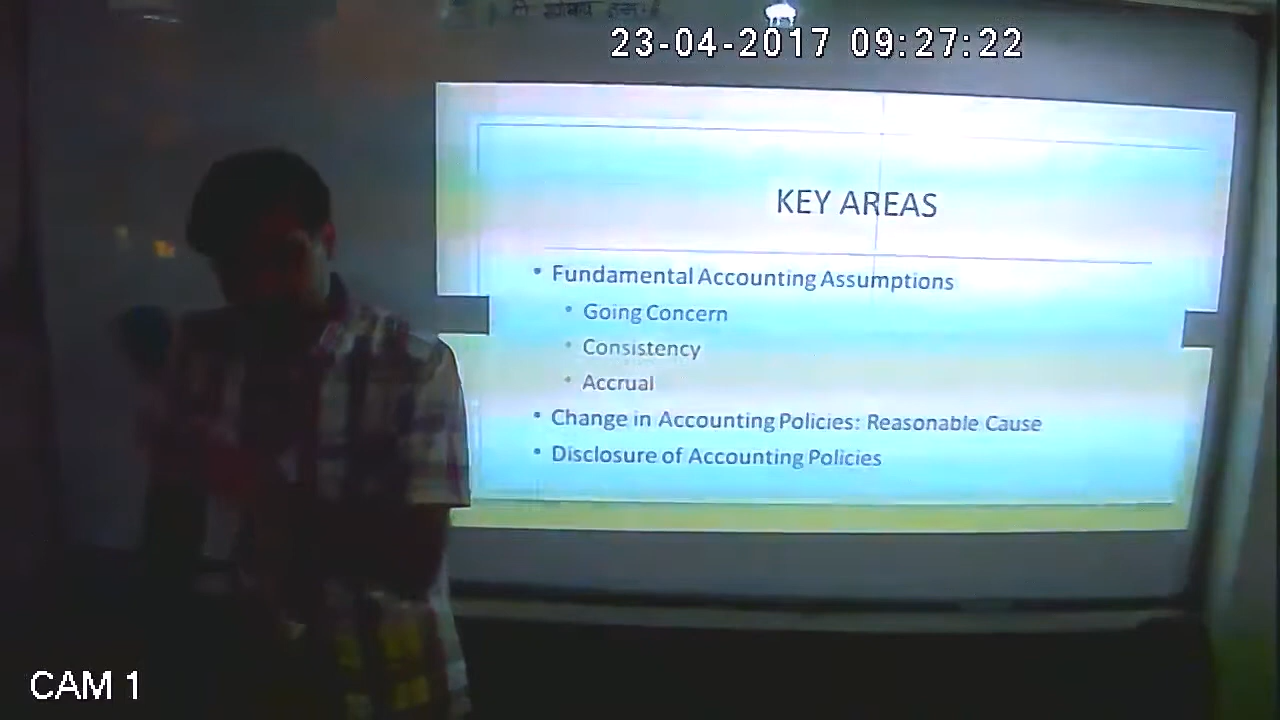 23-04-2017 09:27:22
KEY AREAS
• Fundamental Accounting Assumptions
• Going Concern
• Consistency
• Accrual
• Change in Accounting Policies: Reasonable Cause
• Disclosure of Accounting Policies
CAM 1